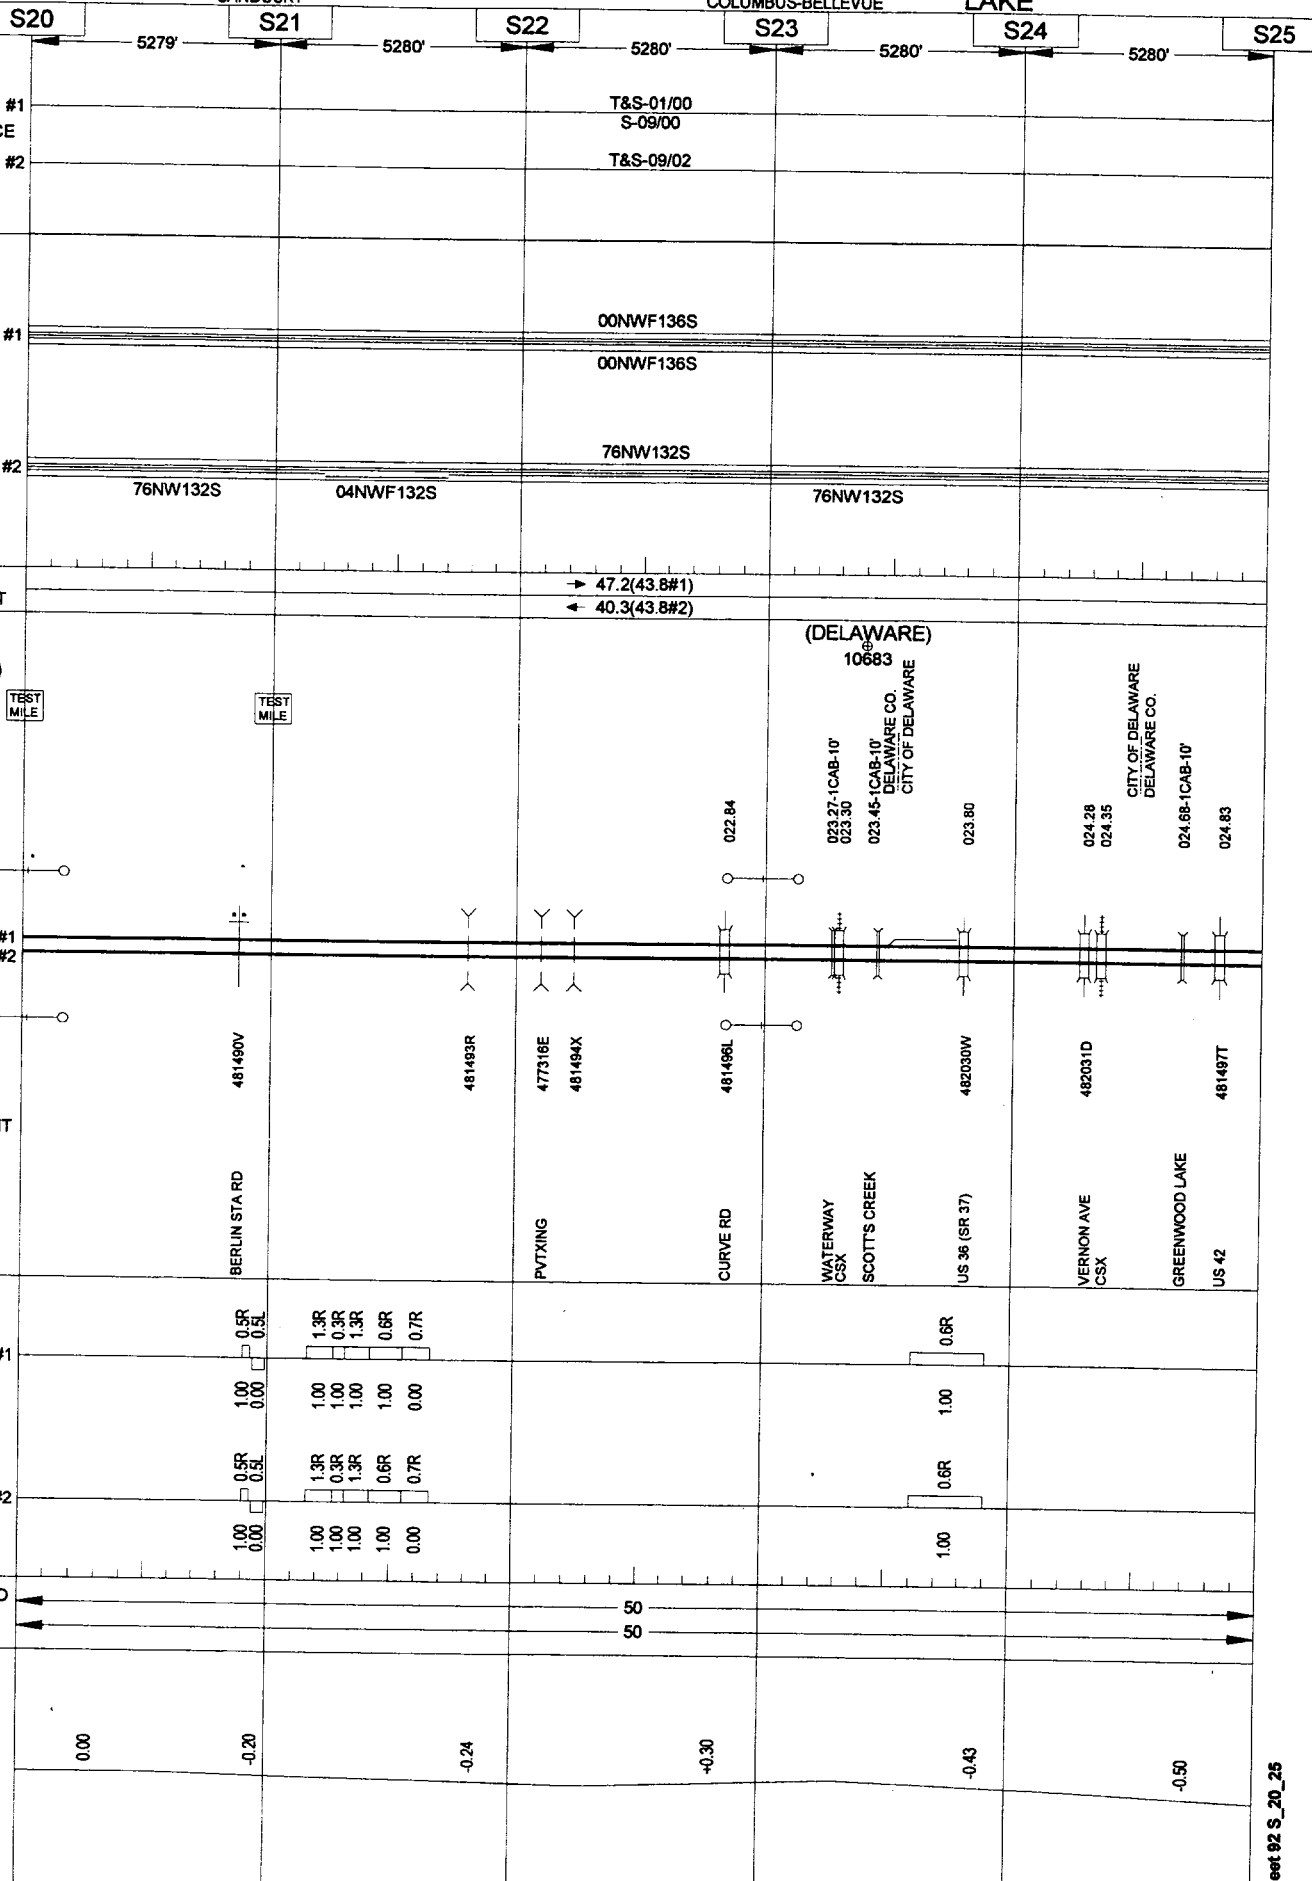 COLUMBUS-BELLEVUE LAKE
S20 S21 S22 S23 S24 S25
5279' 5280' 5280' 5280' 5280'
#1 T&S-01/00
S-09/00
#2 T&S-09/02
#1 00NWF136S
00NWF136S
#2 76NW132S
76NW132S 04NWF132S 76NW132S
47.2(43.8#1)
40.3(43.8#2)
(DELAWARE)
10683
TEST
MILE
TEST
MILE
022.84
023.27-1CAB-10'
023.30
023.45-1CAB-10'
DELAWARE CO.
CITY OF DELAWARE
023.80
024.28
024.35
CITY OF DELAWARE
DELAWARE CO.
024.68-1CAB-10'
024.83
#1
#2
481490V
481493R
477316E
481494X
481496L
482030W
482031D
481497T
BERLIN STA RD
PVTXING
CURVE RD
WATERWAY
CSX
SCOTT'S CREEK
US 36 (SR 37)
VERNON AVE
CSX
GREENWOOD LAKE
US 42
0.5R
0.5L
1.3R
0.3R
1.3R
0.6R
0.7R
0.6R
#1
1.00
0.00
1.00
1.00
1.00
1.00
0.00
1.00
0.5R
0.5L
1.3R
0.3R
1.3R
0.6R
0.7R
0.6R
#2
1.00
0.00
1.00
1.00
1.00
1.00
0.00
1.00
50
50
0.00
-0.20
-0.24
+0.30
-0.43
-0.50
eet 92 S_20_25